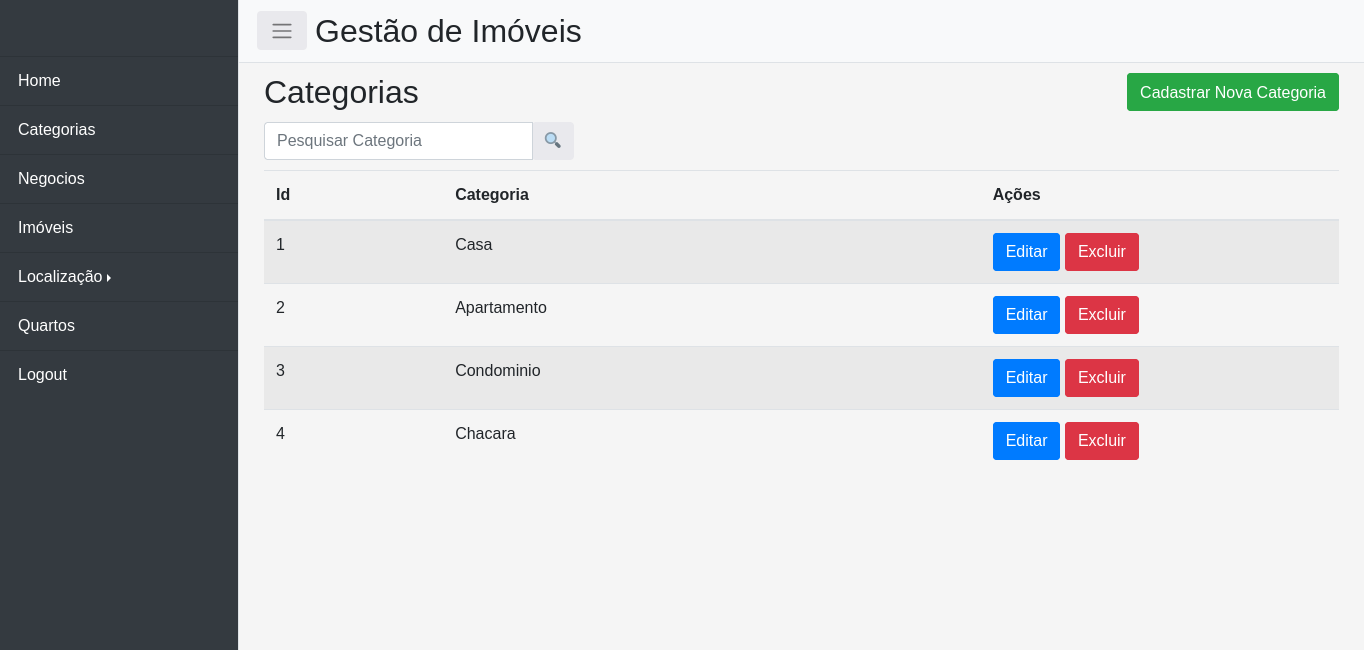 Gestão de Imóveis
Home
Categorias
Negocios
Imóveis
Localização
Quartos
Logout
Categorias
Cadastrar Nova Categoria
Pesquisar Categoria
Id Categoria Ações
1 Casa Editar Excluir
2 Apartamento Editar Excluir
3 Condominio Editar Excluir
4 Chacara Editar Excluir